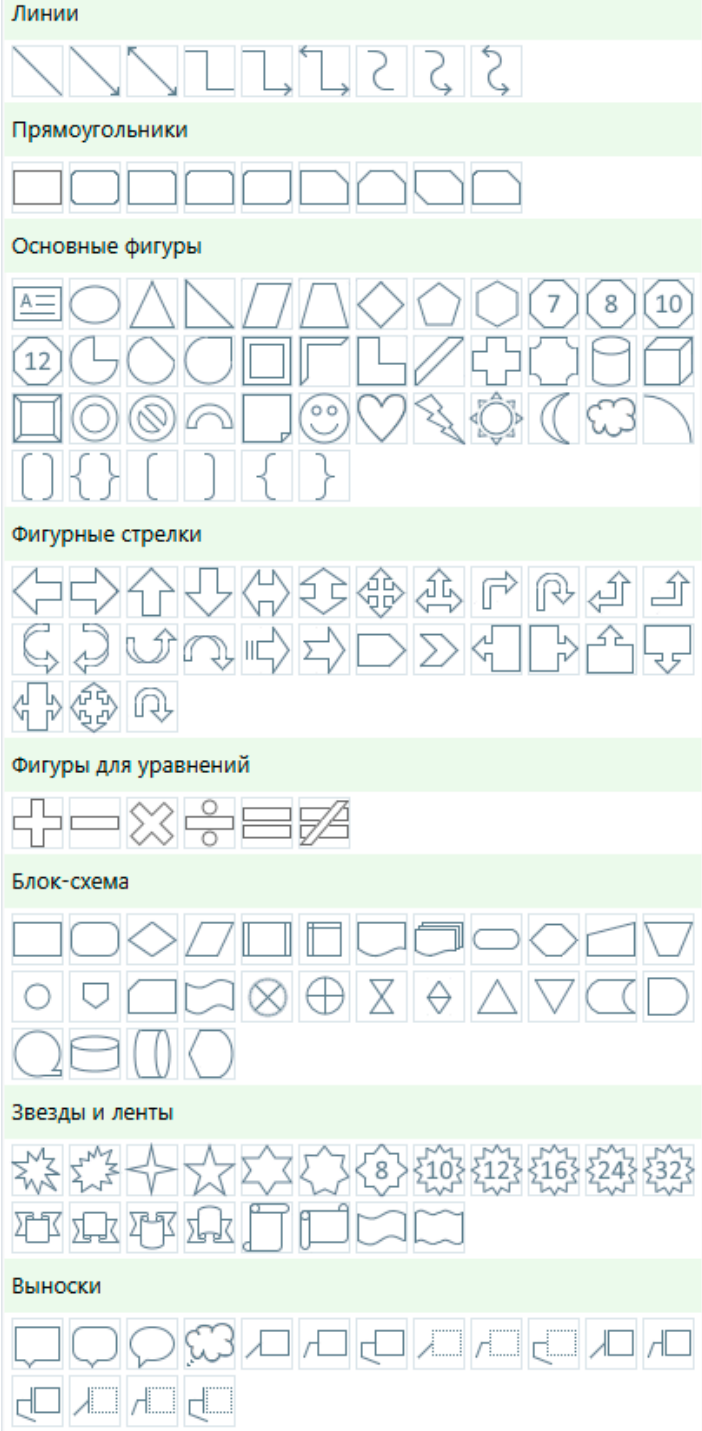 Линии
Прямоугольники
Основные фигуры
A
7 8 10
12
Фигурные стрелки
Фигуры для уравнений
Блок-схема
Звезды и ленты
8 10 12 16 24 32
Выноски